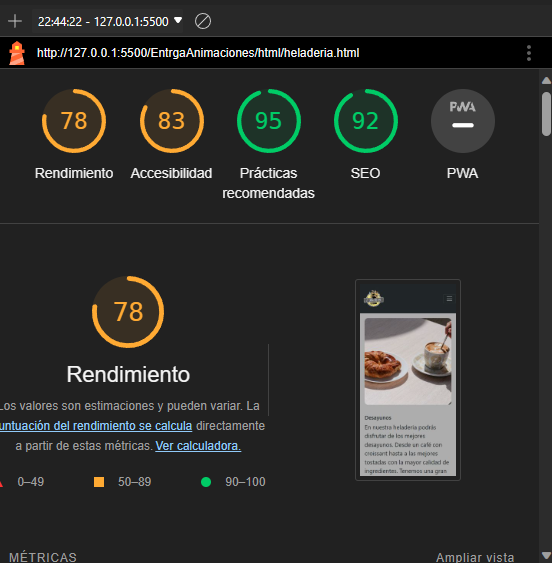 22:44:22 - 127.0.0.1:5500
http://127.0.0.1:5500/EntrgaAnimaciones/html/heladeria.html
78
83
95
92
PWA
Rendimiento
Accesibilidad
Prácticas
recomendadas
SEO
PWA
78
Rendimiento
Los valores son estimaciones y pueden variar. La
untuación del rendimiento se calcula directamente
a partir de estas métricas. Ver calculadora.
0–49
50–89
90–100
Desayunos
En nuestra heladería podrás
disfrutar de los mejores
desayunos. Desde un café con
croissant hasta a las mejores
tostadas con la mayor calidad de
ingredientes. Tenemos una gran
MÉTRICAS
Ampliar vista